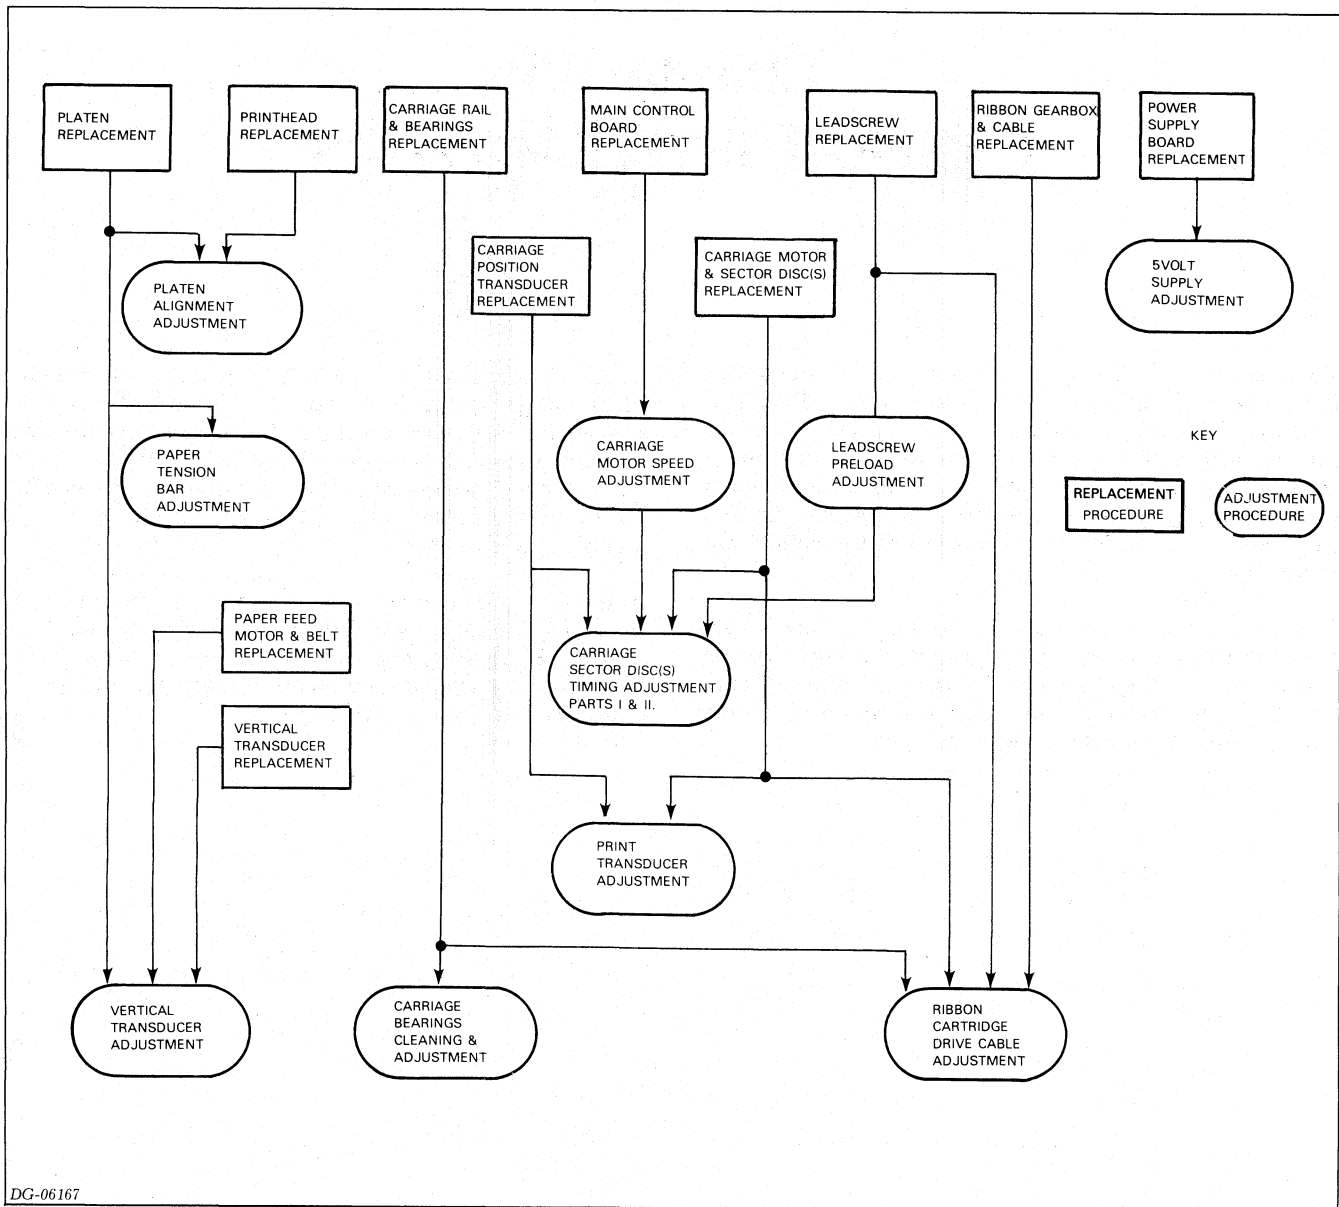 PLATEN
REPLACEMENT
PRINTHEAD
REPLACEMENT
CARRIAGE RAIL
& BEARINGS
REPLACEMENT
MAIN CONTROL
BOARD
REPLACEMENT
LEADSCREW
REPLACEMENT
RIBBON GEARBOX
& CABLE
REPLACEMENT
POWER
SUPPLY
BOARD
REPLACEMENT
CARRIAGE
POSITION
TRANSDUCER
REPLACEMENT
CARRIAGE MOTOR
& SECTOR DISC(S)
REPLACEMENT
PLATEN
ALIGNMENT
ADJUSTMENT
5VOLT
SUPPLY
ADJUSTMENT
PAPER
TENSION
BAR
ADJUSTMENT
CARRIAGE
MOTOR SPEED
ADJUSTMENT
LEADSCREW
PRELOAD
ADJUSTMENT
KEY
REPLACEMENT
PROCEDURE
ADJUSTMENT
PROCEDURE
PAPER FEED
MOTOR & BELT
REPLACEMENT
CARRIAGE
SECTOR DISC(S)
TIMING ADJUSTMENT
PARTS I & II.
VERTICAL
TRANSDUCER
REPLACEMENT
PRINT
TRANSDUCER
ADJUSTMENT
VERTICAL
TRANSDUCER
ADJUSTMENT
CARRIAGE
BEARINGS
CLEANING &
ADJUSTMENT
RIBBON
CARTRIDGE
DRIVE CABLE
ADJUSTMENT
DG-06167